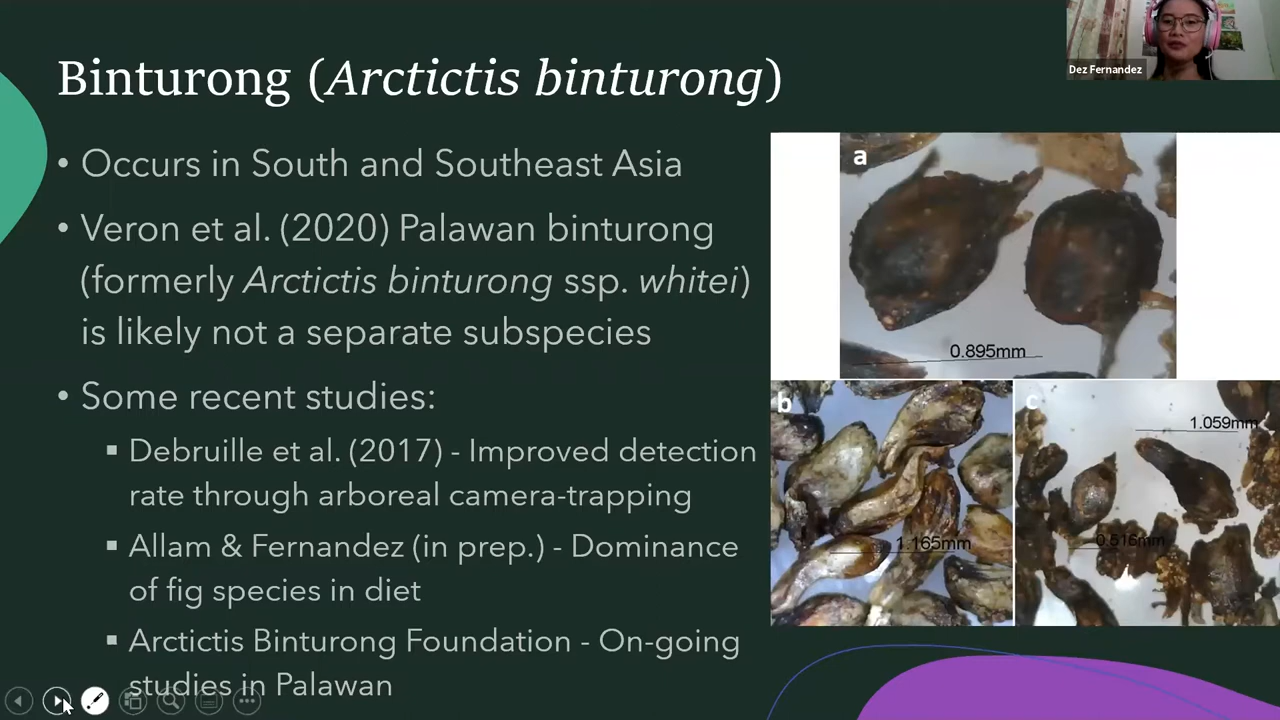 Binturong (Arctictis binturong)
Dez Fernandez
• Occurs in South and Southeast Asia
• Veron et al. (2020) Palawan binturong
(formerly Arctictis binturong ssp. whitei)
is likely not a separate subspecies
• Some recent studies:
▪ Debruille et al. (2017) - Improved detection
rate through arboreal camera-trapping
▪ Allam & Fernandez (in prep.) - Dominance
of fig species in diet
▪ Arctictis Binturong Foundation - On-going
studies in Palawan
a
0.895mm
b
1.165mm
c
1.059mm
0.516mm